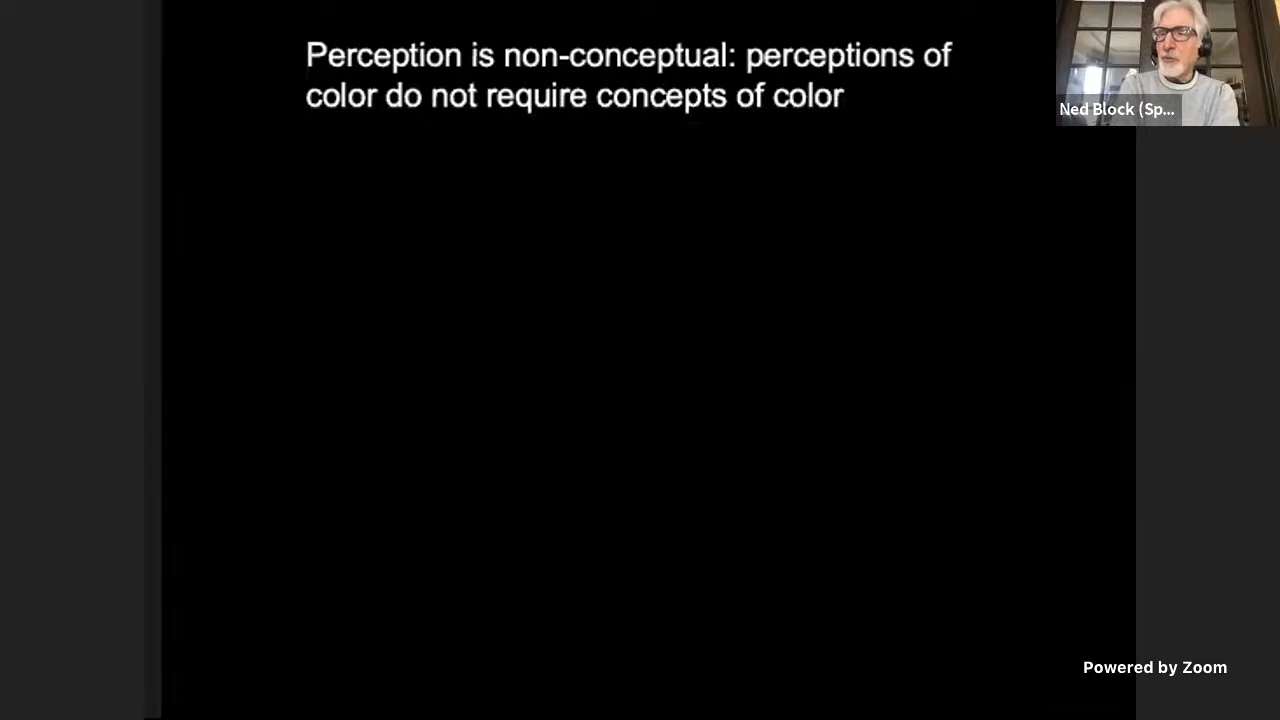 Perception is non-conceptual: perceptions of
color do not require concepts of color
Ned Block (Sp...
Powered by Zoom